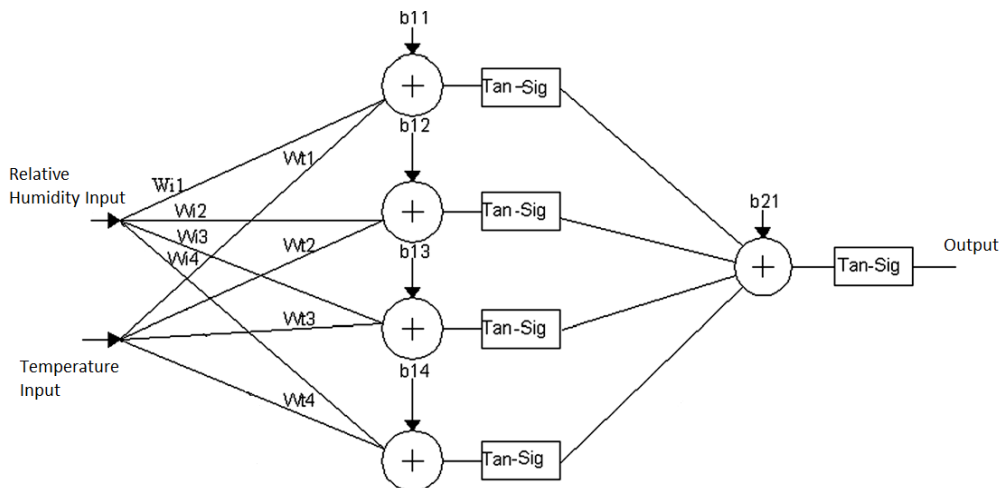 b11
Tan-Sig
b12
Relative
Humidity Input
Wt1
Wi1
Wi2
Tan-Sig
b21
Wi3
Wt2
b13
Wi4
Output
Tan-Sig
Wt3
Tan-Sig
Temperature
Input
b14
Wt4
Tan-Sig